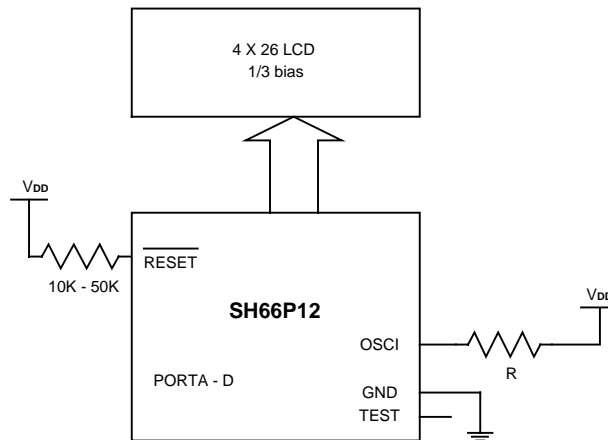 4 X 26 LCD
1/3 bias
VDD
RESET
10K - 50K
SH66P12
VDD
OSCI
R
PORTA - D
GND
TEST